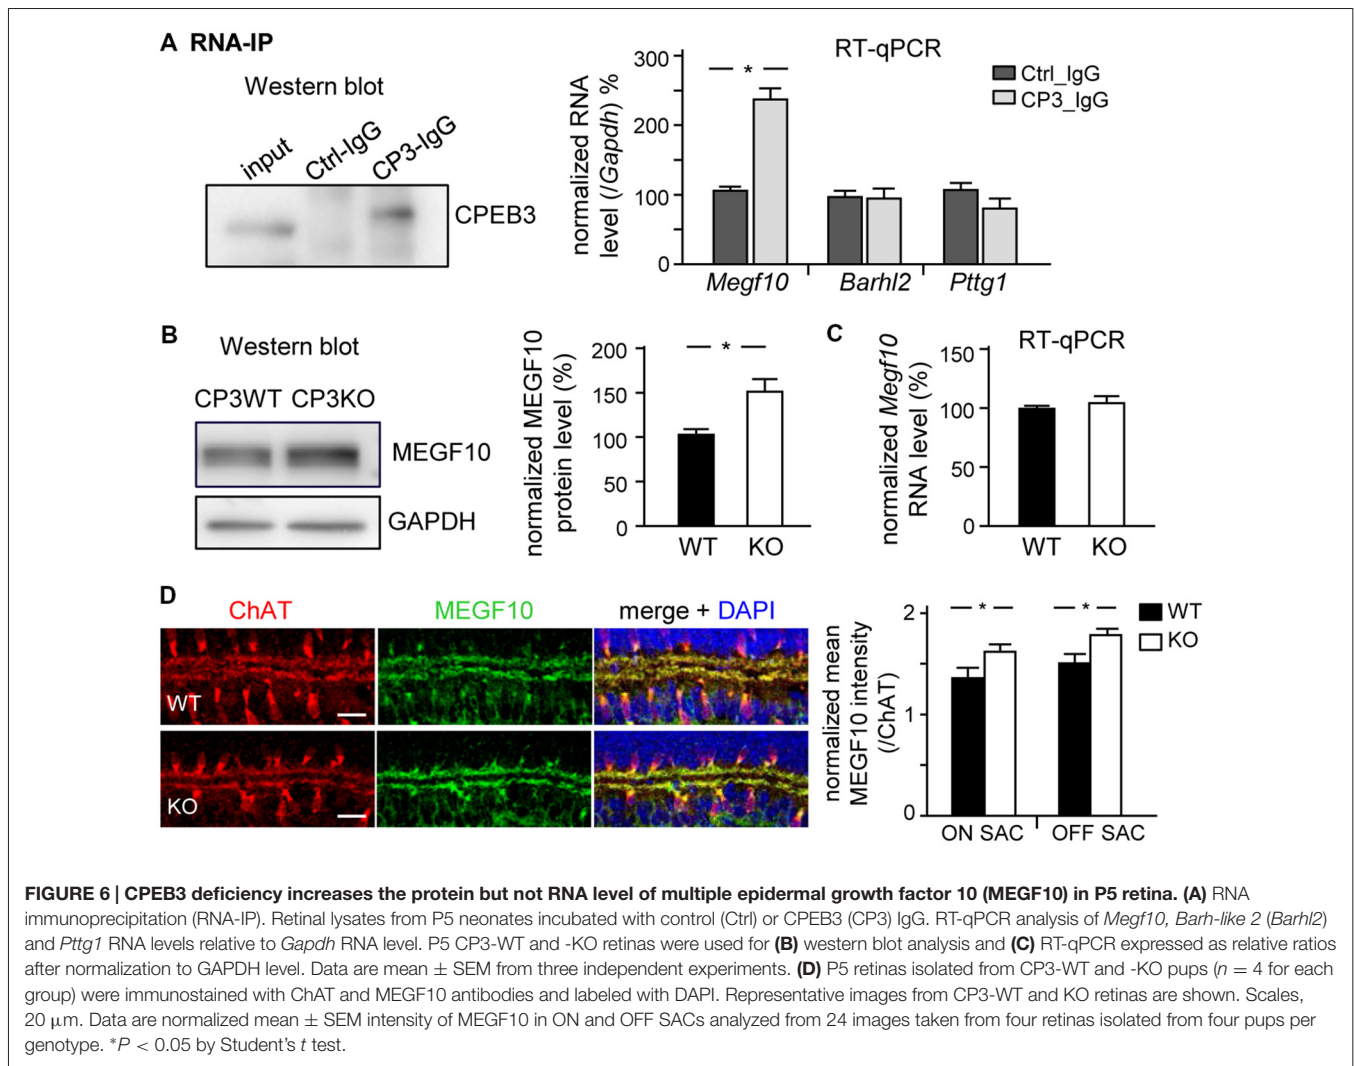 A RNA-IP
Western blot
input
Ctrl-IgG
CP3-IgG
CPEB3
RT-qPCR
normalized RNA
level (/Gapdh) %
300
200
100
0
Ctrl_IgG
CP3_IgG
*
Megf10
Barhl2
Pttg1
B
Western blot
CP3WT CP3KO
MEGF10
GAPDH
normalized MEGF10
protein level (%)
200
150
100
50
0
*
WT
KO
C
RT-qPCR
normalized Megf10
RNA level (%)
150
100
50
0
WT
KO
D
ChAT
MEGF10
merge + DAPI
WT
KO
normalized mean
MEGF10 intensity
(/ChAT)
2
1
0
*
*
WT
KO
ON SAC
OFF SAC
FIGURE 6 | CPEB3 deficiency increases the protein but not RNA level of multiple epidermal growth factor 10 (MEGF10) in P5 retina. (A) RNA
immunoprecipitation (RNA-IP). Retinal lysates from P5 neonates incubated with control (Ctrl) or CPEB3 (CP3) IgG. RT-qPCR analysis of Megf10, Barh-like 2 (Barhl2)
and Pttg1 RNA levels relative to Gapdh RNA level. P5 CP3-WT and -KO retinas were used for (B) western blot analysis and (C) RT-qPCR expressed as relative ratios
after normalization to GAPDH level. Data are mean ± SEM from three independent experiments. (D) P5 retinas isolated from CP3-WT and -KO pups (n = 4 for each
group) were immunostained with ChAT and MEGF10 antibodies and labeled with DAPI. Representative images from CP3-WT and KO retinas are shown. Scales,
20 μm. Data are normalized mean ± SEM intensity of MEGF10 in ON and OFF SACs analyzed from 24 images taken from four retinas isolated from four pups per
genotype. *P < 0.05 by Student's t test.